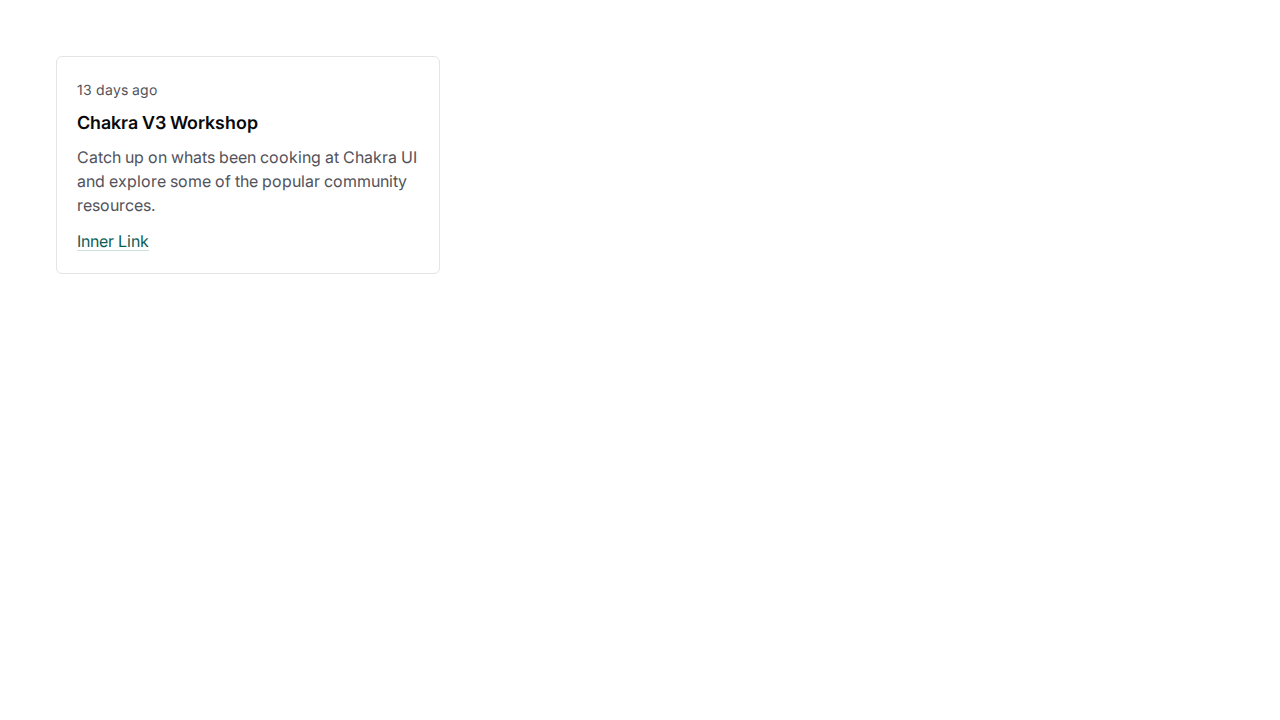 13 days ago
Chakra V3 Workshop
Catch up on whats been cooking at Chakra UI
and explore some of the popular community
resources.
Inner Link